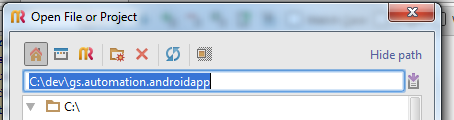 Open File or Project
Hide path
C:\dev\gs.automation.androidapp
C:\